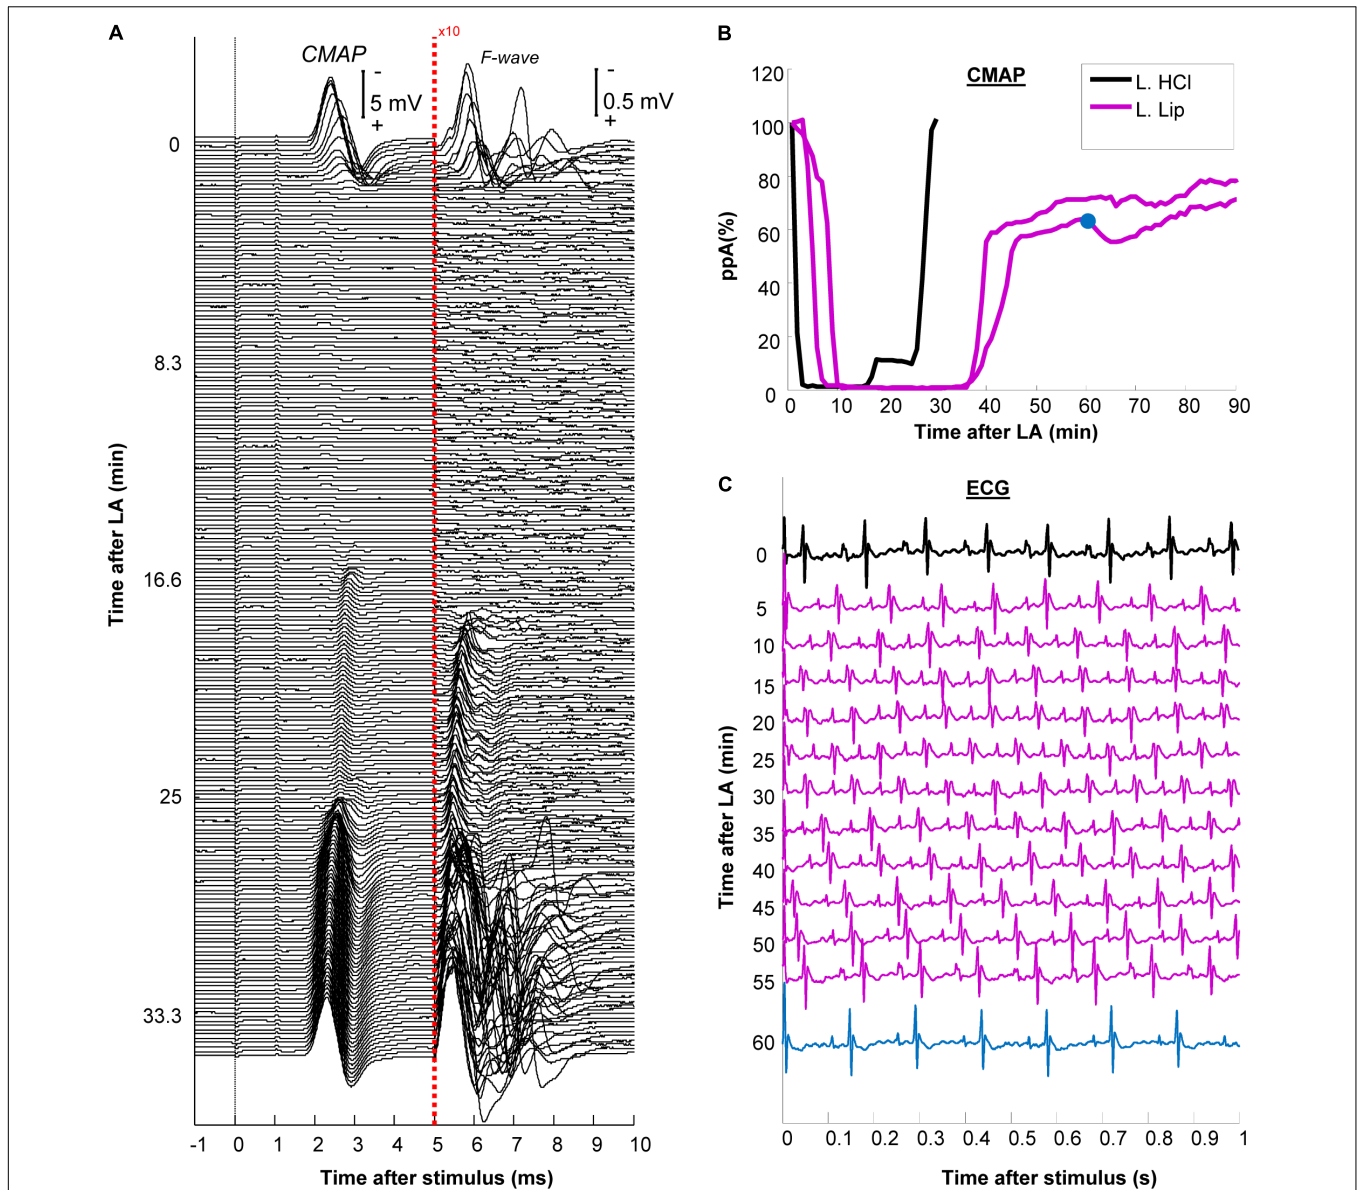 A
x10
CMAP
F-wave
-
5 mV
+
-
0.5 mV
+
0
8.3
16.6
25
33.3
Time after LA (min)
-1 0 1 2 3 4 5 6 7 8 9 10
Time after stimulus (ms)
B
CMAP
L. HCl
L. Lip
120
100
80
60
40
20
0
ppA(%)
0 10 20 30 40 50 60 70 80 90
Time after LA (min)
C
ECG
0
5
10
15
20
25
30
35
40
45
50
55
60
Time after LA (min)
0 0.1 0.2 0.3 0.4 0.5 0.6 0.7 0.8 0.9 1
Time after stimulus (s)